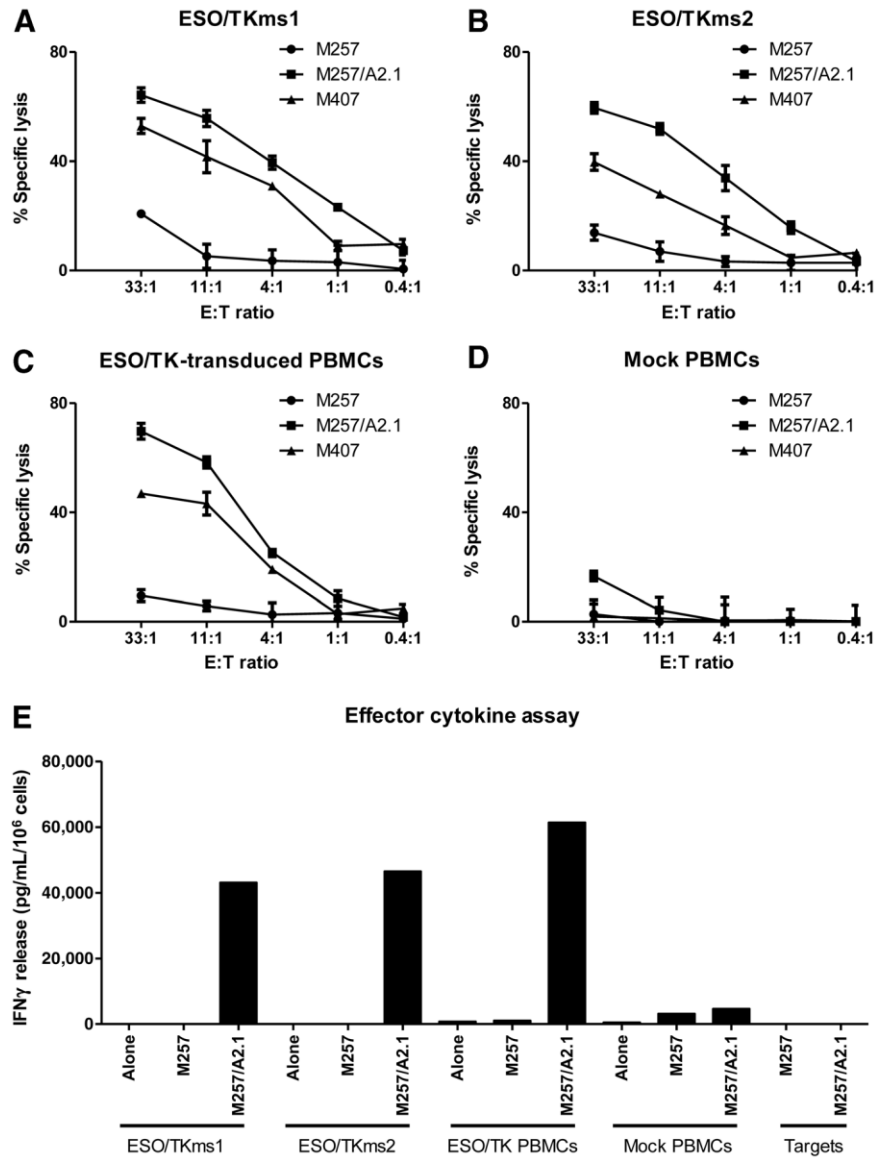 A
ESO/TKms1
80
40
0
% Specific lysis
M257
M257/A2.1
M407
33:1 11:1 4:1 1:1 0.4:1
E:T ratio
B
ESO/TKms2
80
40
0
% Specific lysis
M257
M257/A2.1
M407
33:1 11:1 4:1 1:1 0.4:1
E:T ratio
C
ESO/TK-transduced PBMCs
80
40
0
% Specific lysis
M257
M257/A2.1
M407
33:1 11:1 4:1 1:1 0.4:1
E:T ratio
D
Mock PBMCs
80
40
0
% Specific lysis
M257
M257/A2.1
M407
33:1 11:1 4:1 1:1 0.4:1
E:T ratio
E
Effector cytokine assay
80,000
60,000
40,000
20,000
0
IFNγ release (pg/mL/10⁶ cells)
Alone
M257
M257/A2.1
Alone
M257
M257/A2.1
Alone
M257
M257/A2.1
Alone
M257
M257/A2.1
M257
M257/A2.1
ESO/TKms1 ESO/TKms2 ESO/TK PBMCs Mock PBMCs Targets